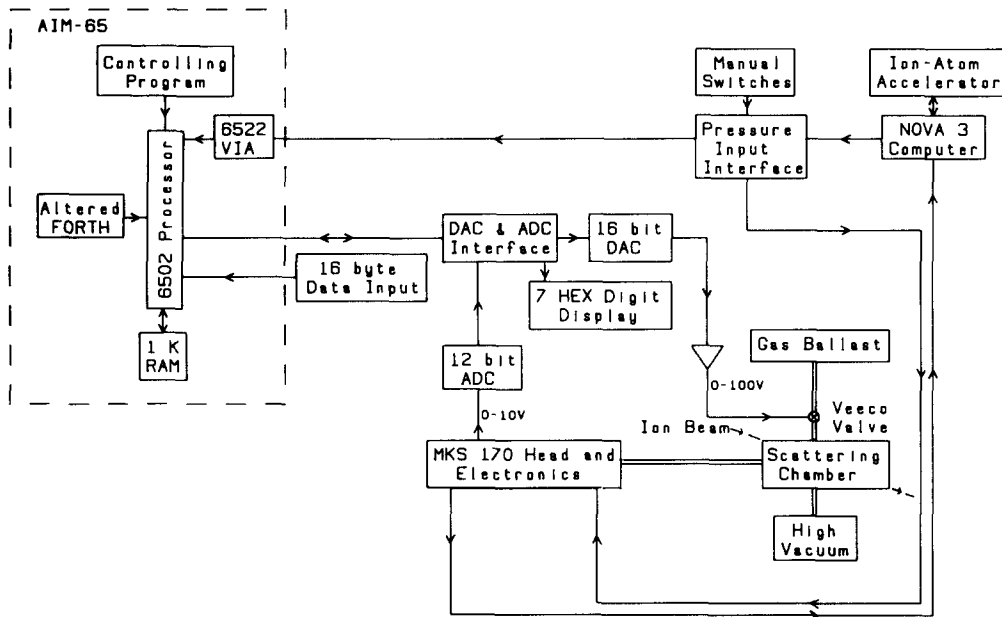 AIM-65
Controlling
Program
Manual
Switches
Ion-Atom
Accelerator
6522
VIA
Pressure
Input
Interface
NOVA 3
Computer
6502 Processor
Altered
FORTH
DAC & ADC
Interface
16 bit
DAC
16 byte
Data Input
7 HEX Digit
Display
1 K
RAM
12 bit
ADC
Gas Ballast
0-100V
0-10V
Veeco
Valve
Ion Beam
MKS 170 Head and
Electronics
Scattering
Chamber
High
Vacuum